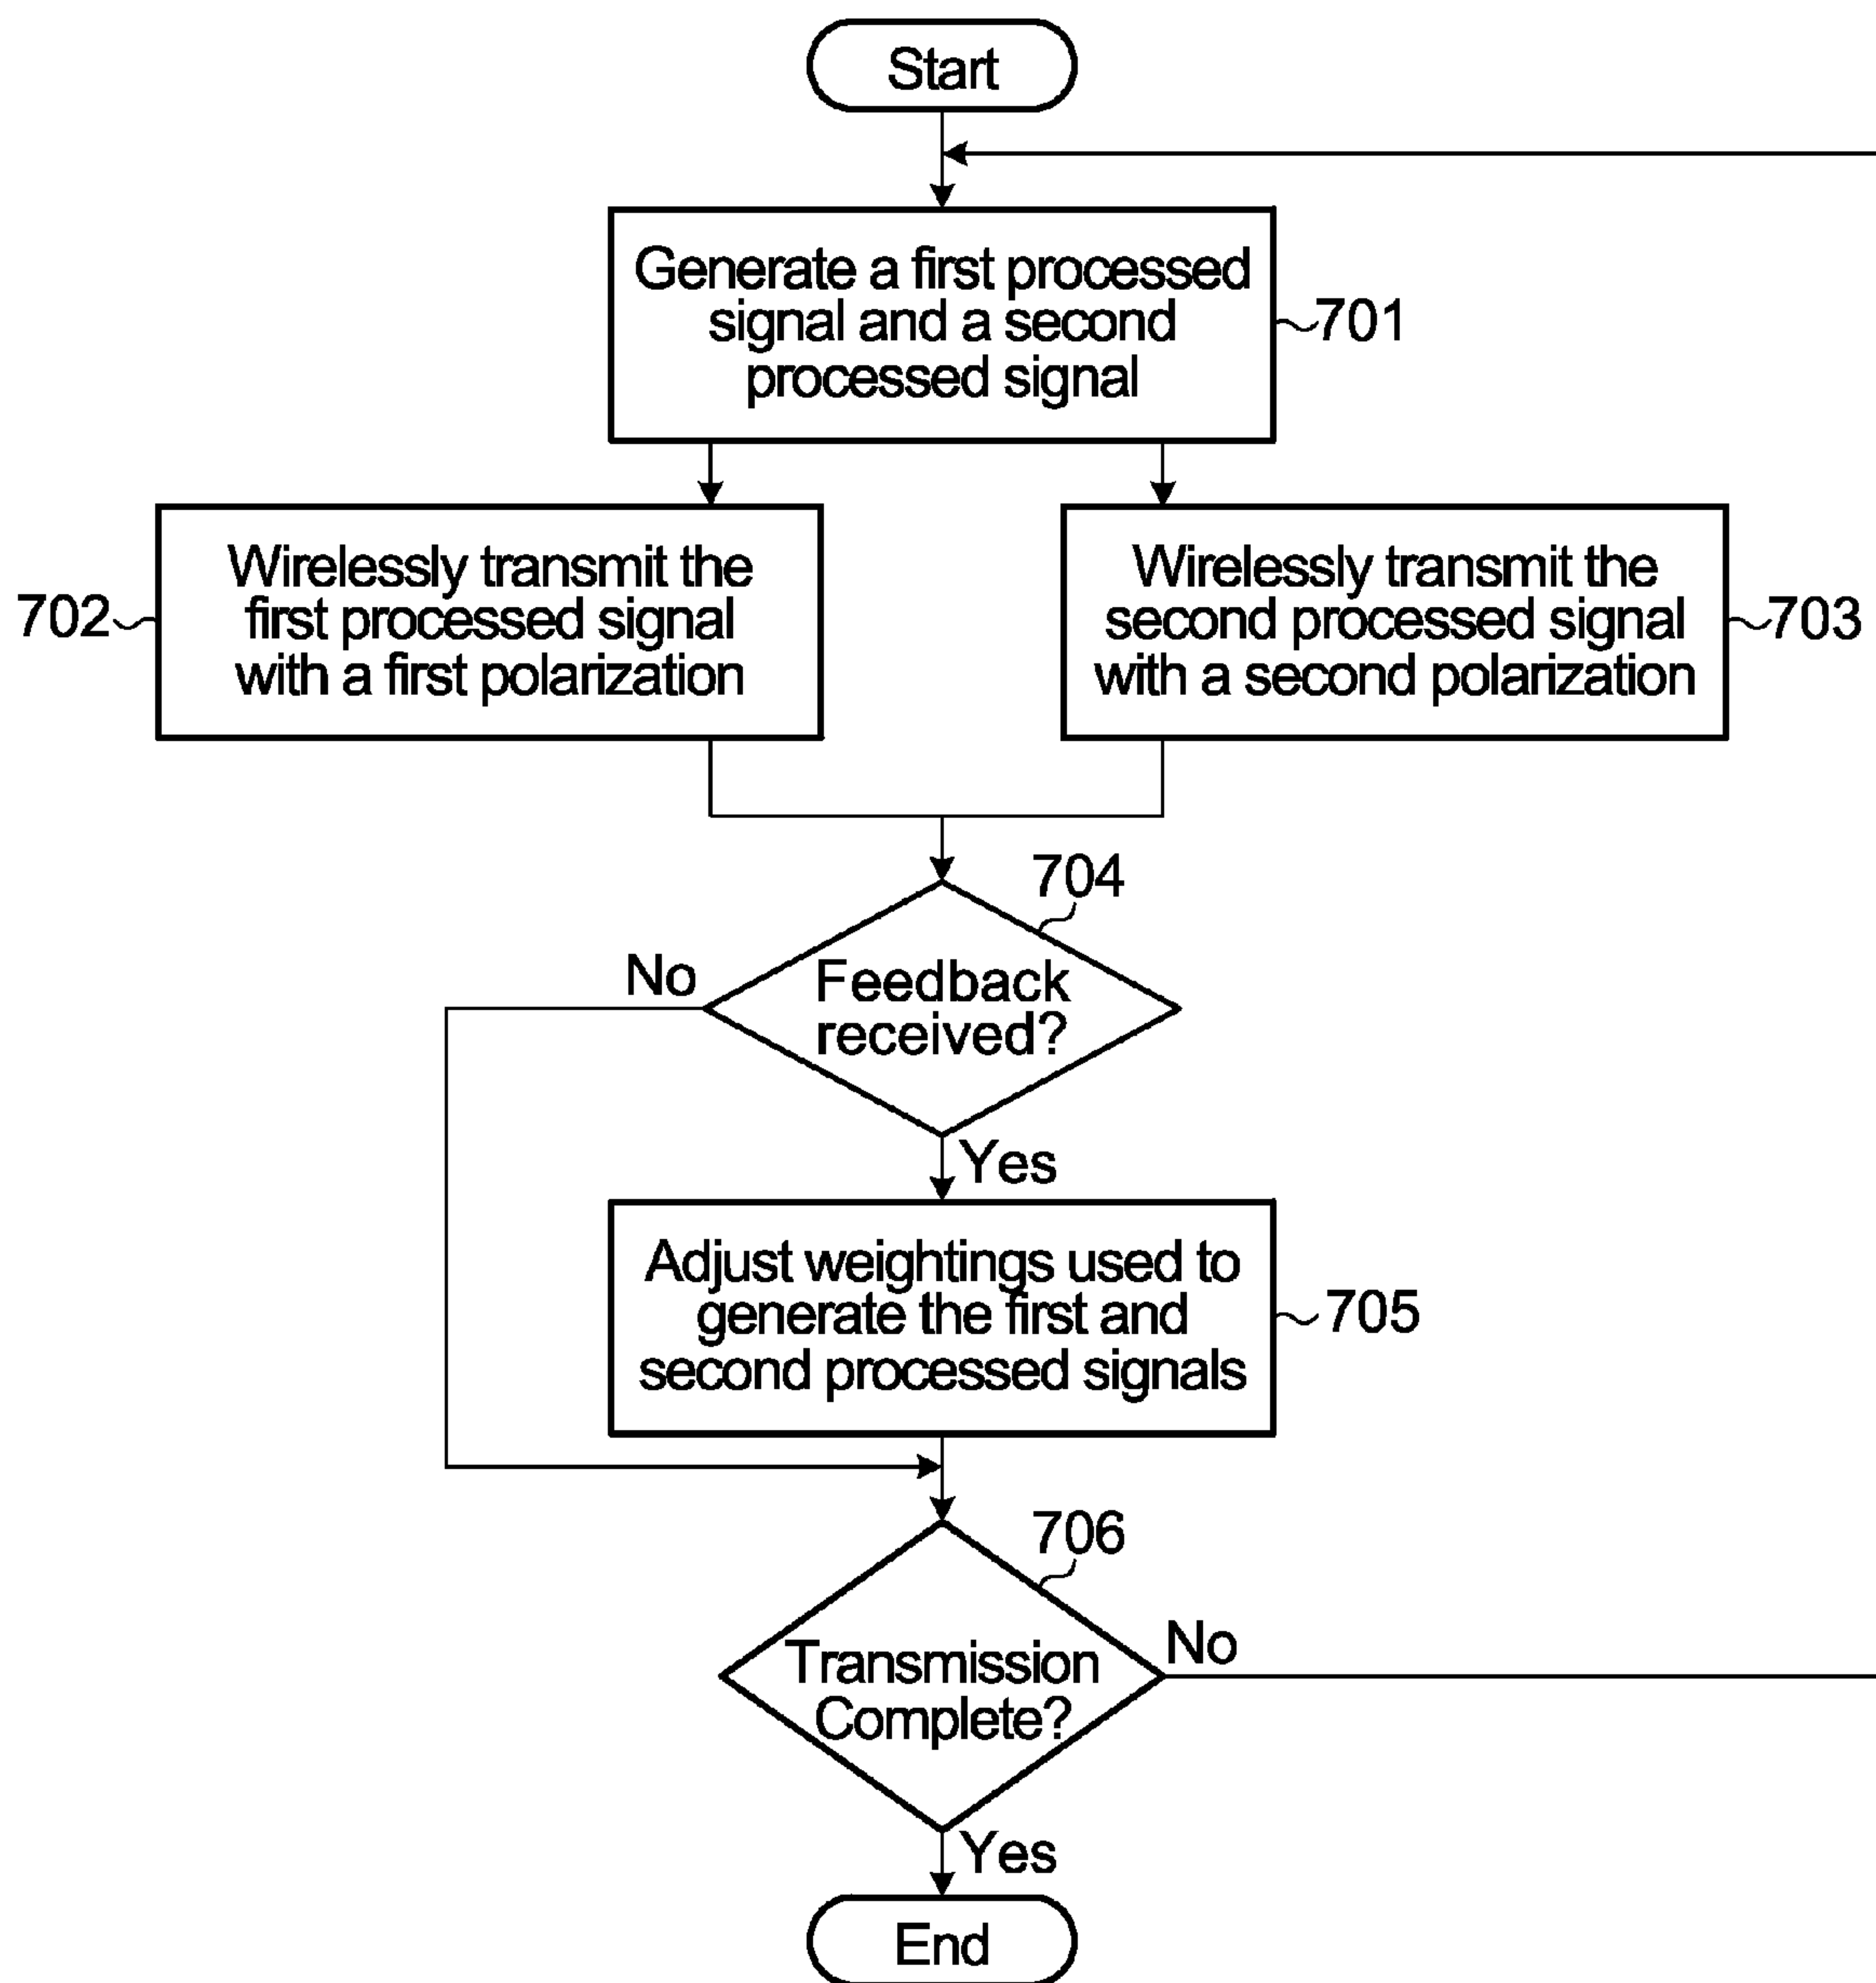 Start
Generate a first processed
signal and a second
processed signal
701
Wirelessly transmit the
first processed signal
with a first polarization
702
Wirelessly transmit the
second processed signal
with a second polarization
703
704
Feedback
received?
No
Yes
Adjust weightings used to
generate the first and
second processed signals
705
706
Transmission
Complete?
No
Yes
End